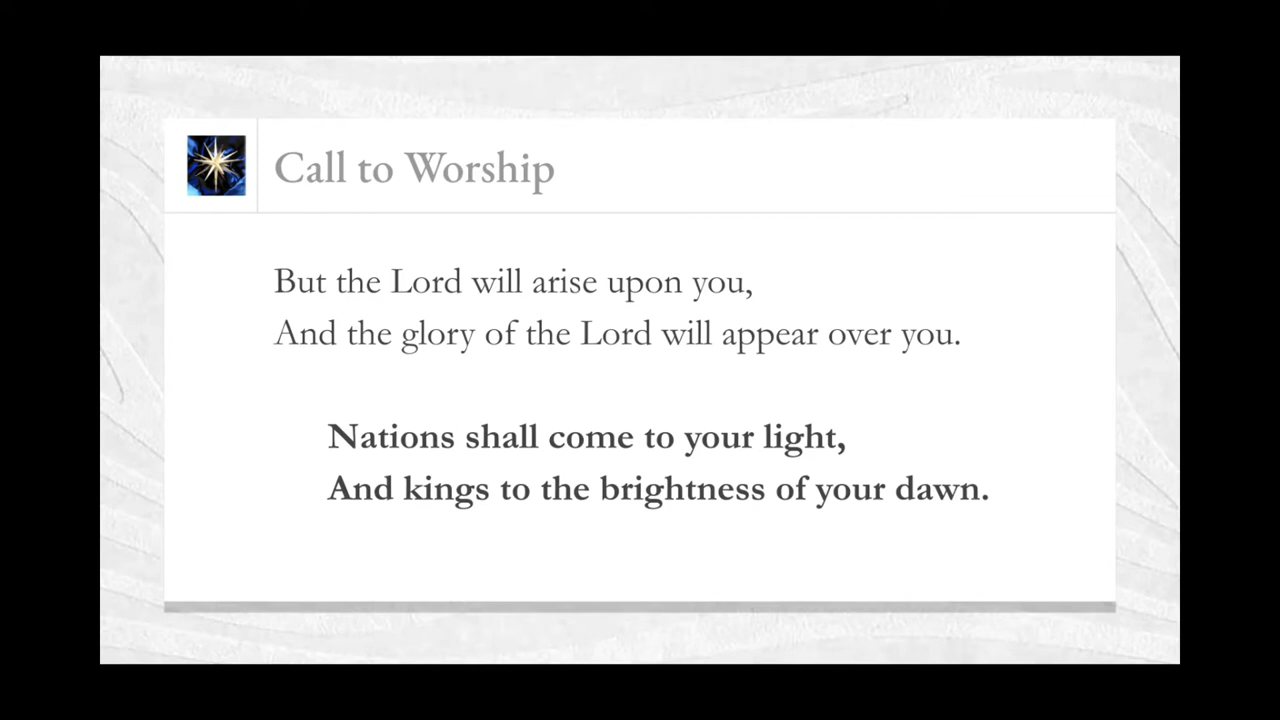 Call to Worship
But the Lord will arise upon you,
And the glory of the Lord will appear over you.
Nations shall come to your light,
And kings to the brightness of your dawn.